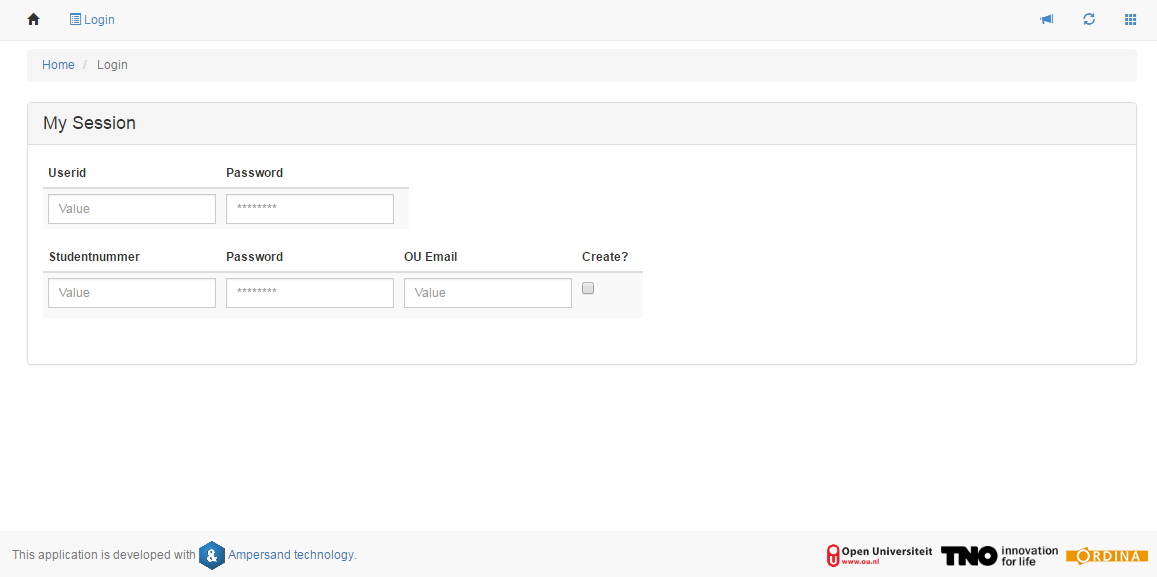 Login
Home / Login
My Session
Userid Password
Value ********
Studentnummer Password OU Email Create?
Value ******** Value
This application is developed with & Ampersand technology.
Open Universiteit
www.ou.nl
TNO innovation
for life
ORDINA